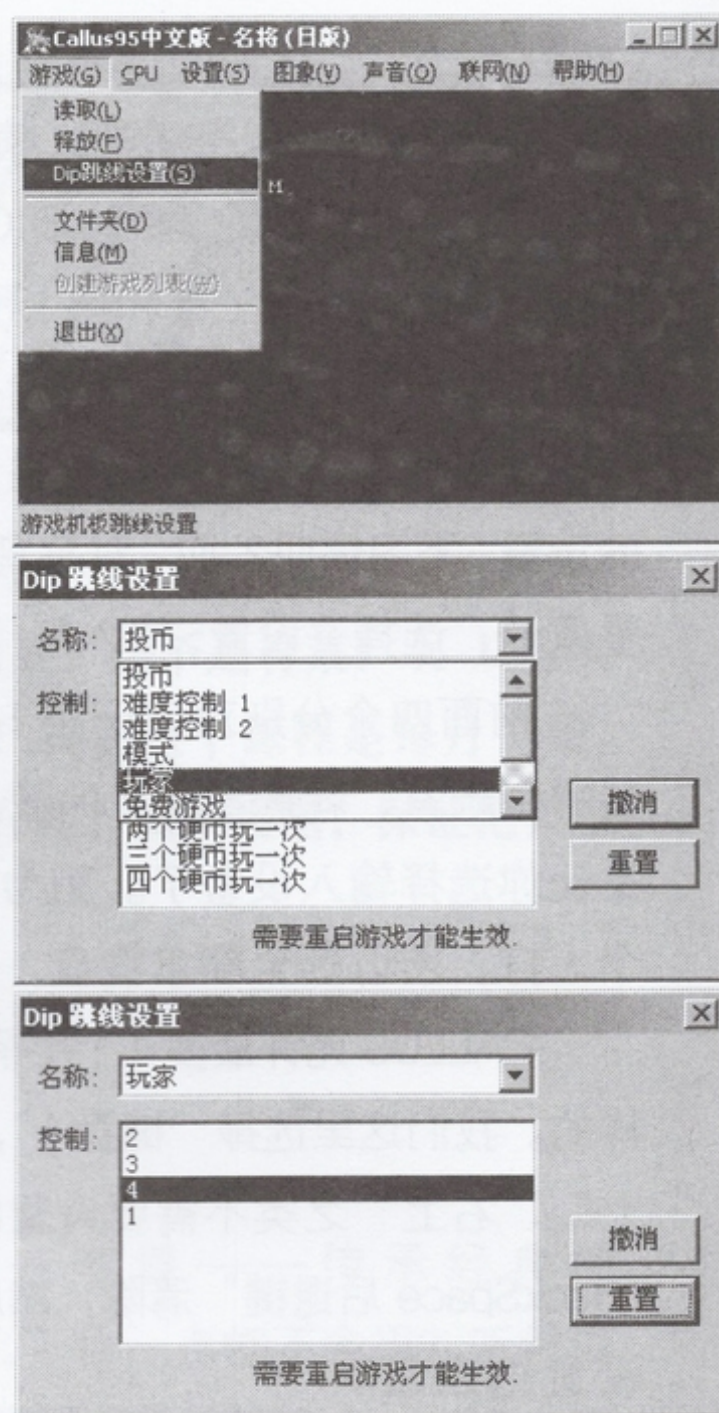 Callus95中文版 - 名将(日版)
游戏(G) CPU 设置(S) 图象(V) 声音(O) 联网(N) 帮助(H)
读取(L)
释放(F)
Dip跳线设置(S)
M
文件夹(D)
信息(M)
创建游戏列表(W)
退出(X)
游戏机板跳线设置
Dip 跳线设置
名称: 投币
投币
控制: 难度控制 1
难度控制 2
模式
玩家
免费游戏
两个硬币玩一次
三个硬币玩一次
四个硬币玩一次
撤消
重置
需要重启游戏才能生效.
Dip 跳线设置
名称: 玩家
控制: 2
3
4
1
撤消
重置
需要重启游戏才能生效.